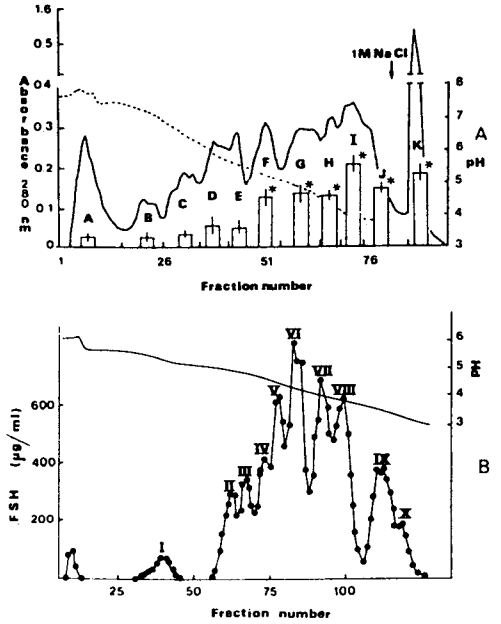 1.6
0.5
1M NaCl
Absorbance 280 nm
0.4
0.3
0.2
0.1
0
8
7
6
5
4
3
pH
A
A
B
C
D
E
F
*
G
*
H
*
I
*
J
*
K
*
1
26
51
76
Fraction number
FSH (µg/ml)
600
400
200
6
5
4
3
PH
B
I
II
III
IV
V
VI
VII
VIII
IX
X
25
50
75
100
Fraction number